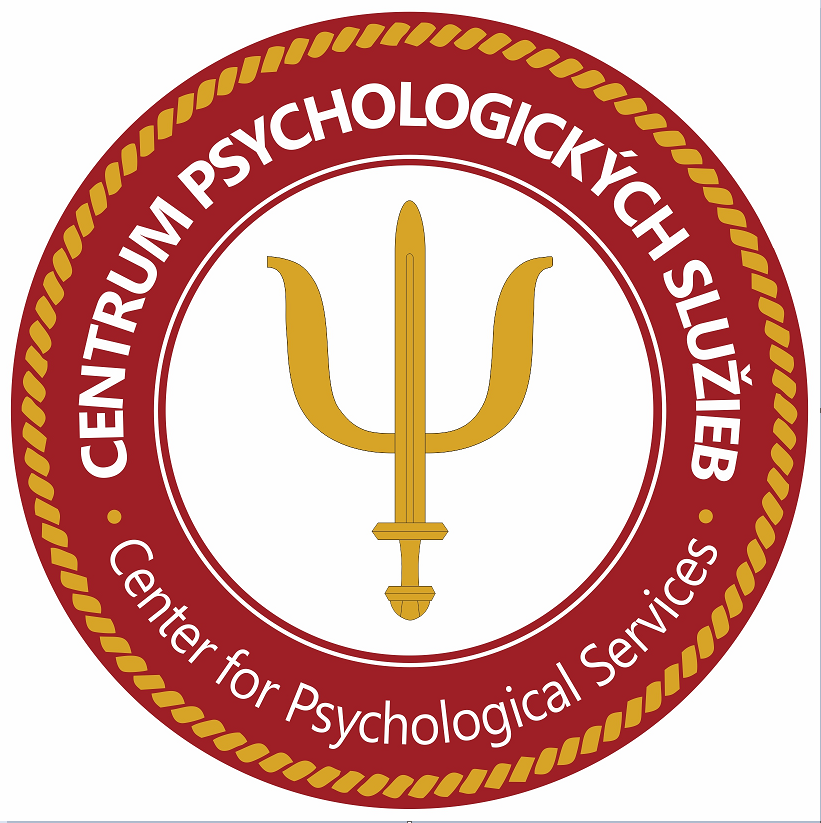 CENTRUM PSYCHOLOGICKÝCH SLUŽIEB
Center for Psychological Services